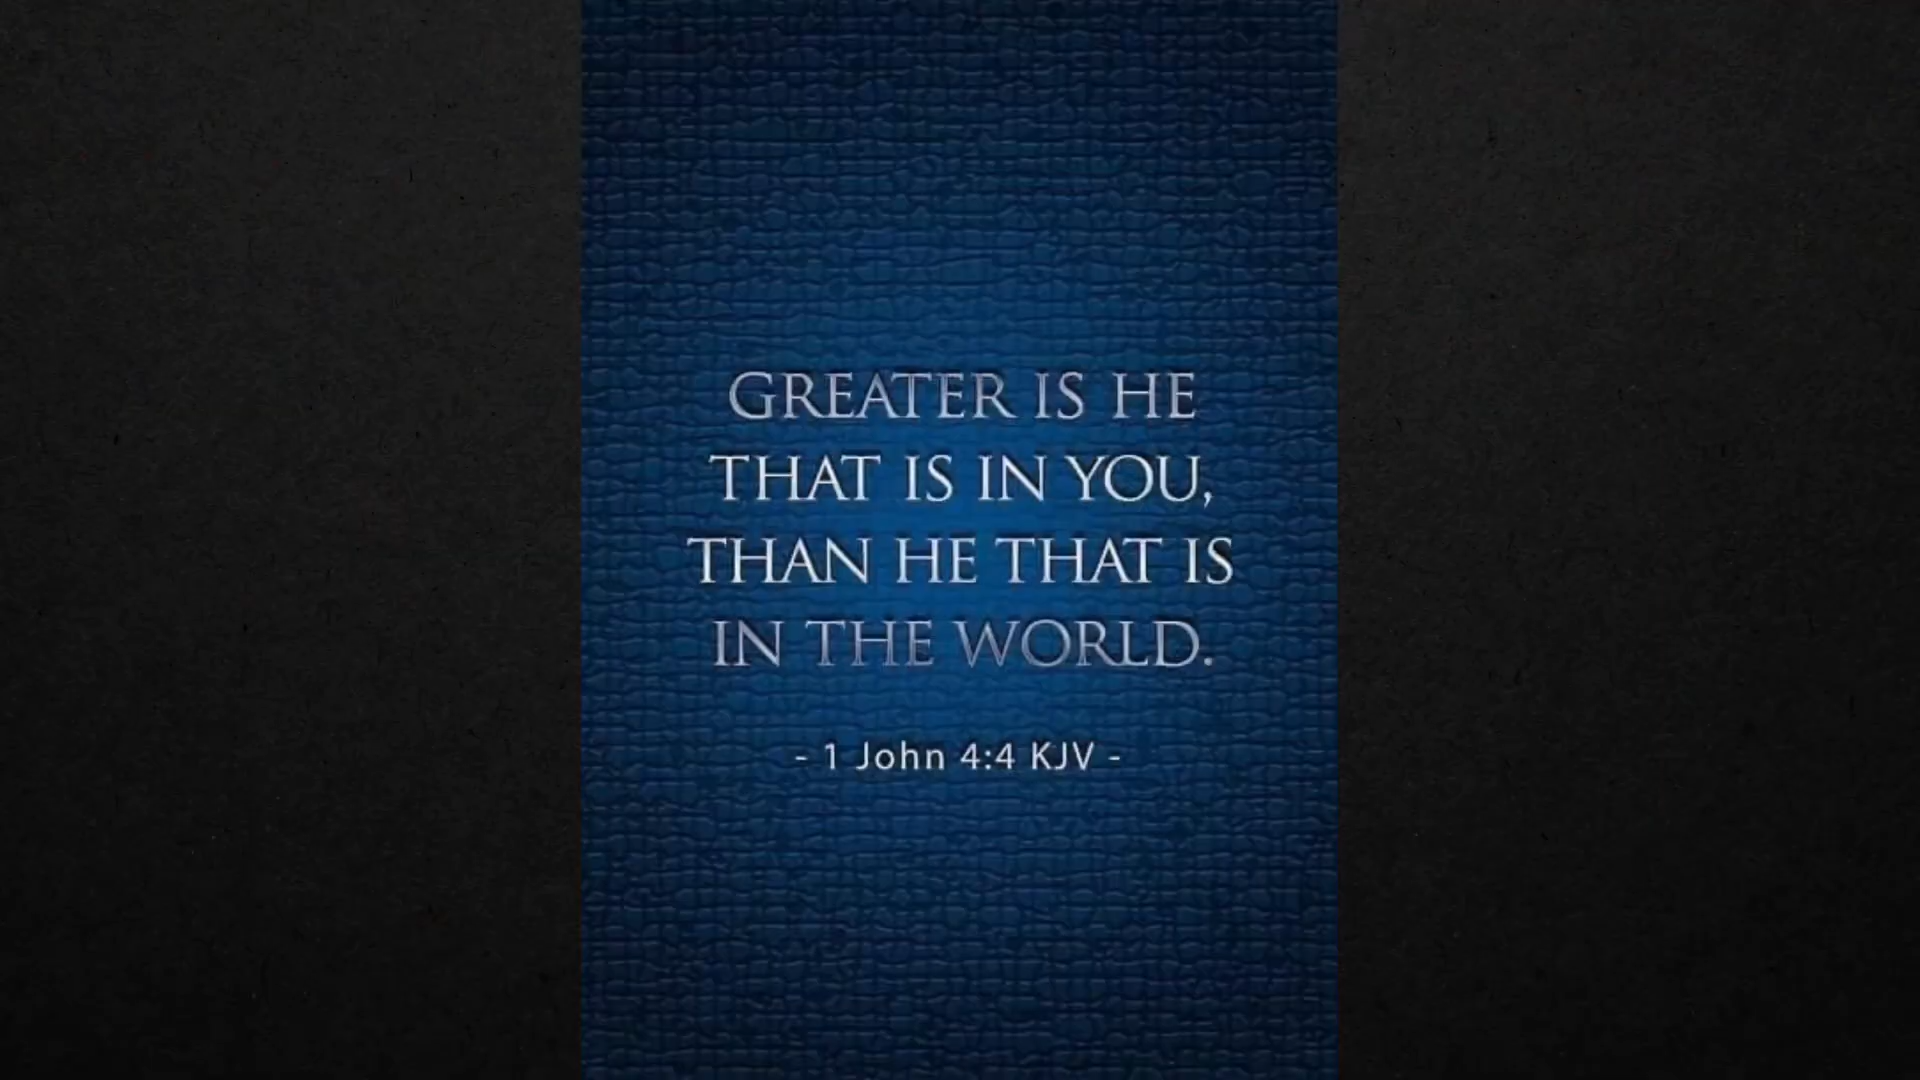 GREATER IS HE
THAT IS IN YOU,
THAN HE THAT IS
IN THE WORLD.
- 1 John 4:4 KJV -